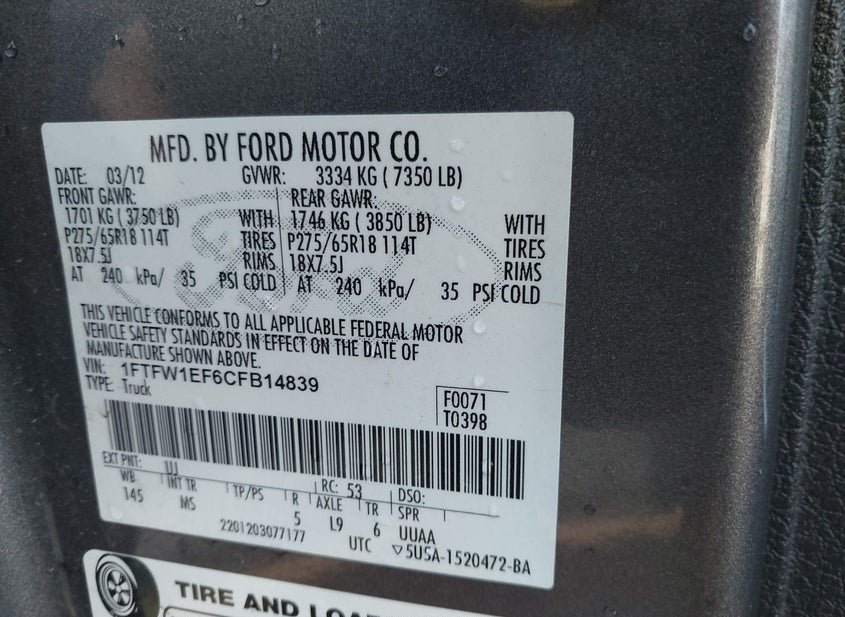 MFD. BY FORD MOTOR CO.
DATE: 03/12 GVWR: 3334 KG ( 7350 LB)
FRONT GAWR: REAR GAWR:
1701 KG ( 3750 LB) WITH 1746 KG ( 3850 LB) WITH
P275/65R18 114T TIRES P275/65R18 114T TIRES
18X7.5J RIMS 18X7.5J RIMS
AT 240 kPa/ 35 PSI COLD AT 240 kPa/ 35 PSI COLD
THIS VEHICLE CONFORMS TO ALL APPLICABLE FEDERAL MOTOR
VEHICLE SAFETY STANDARDS IN EFFECT ON THE DATE OF
MANUFACTURE SHOWN ABOVE.
VIN: 1FTFW1EF6CFB14839
TYPE: Truck
F0071
T0398
EXT PNT: UJ RC: 53 DSO:
WB INT TR TP/PS R AXLE TR SPR
145 MS 5 L9 6 UUAA
2201203077177 UTC ▽5USA-1520472-BA
TIRE AND LOA